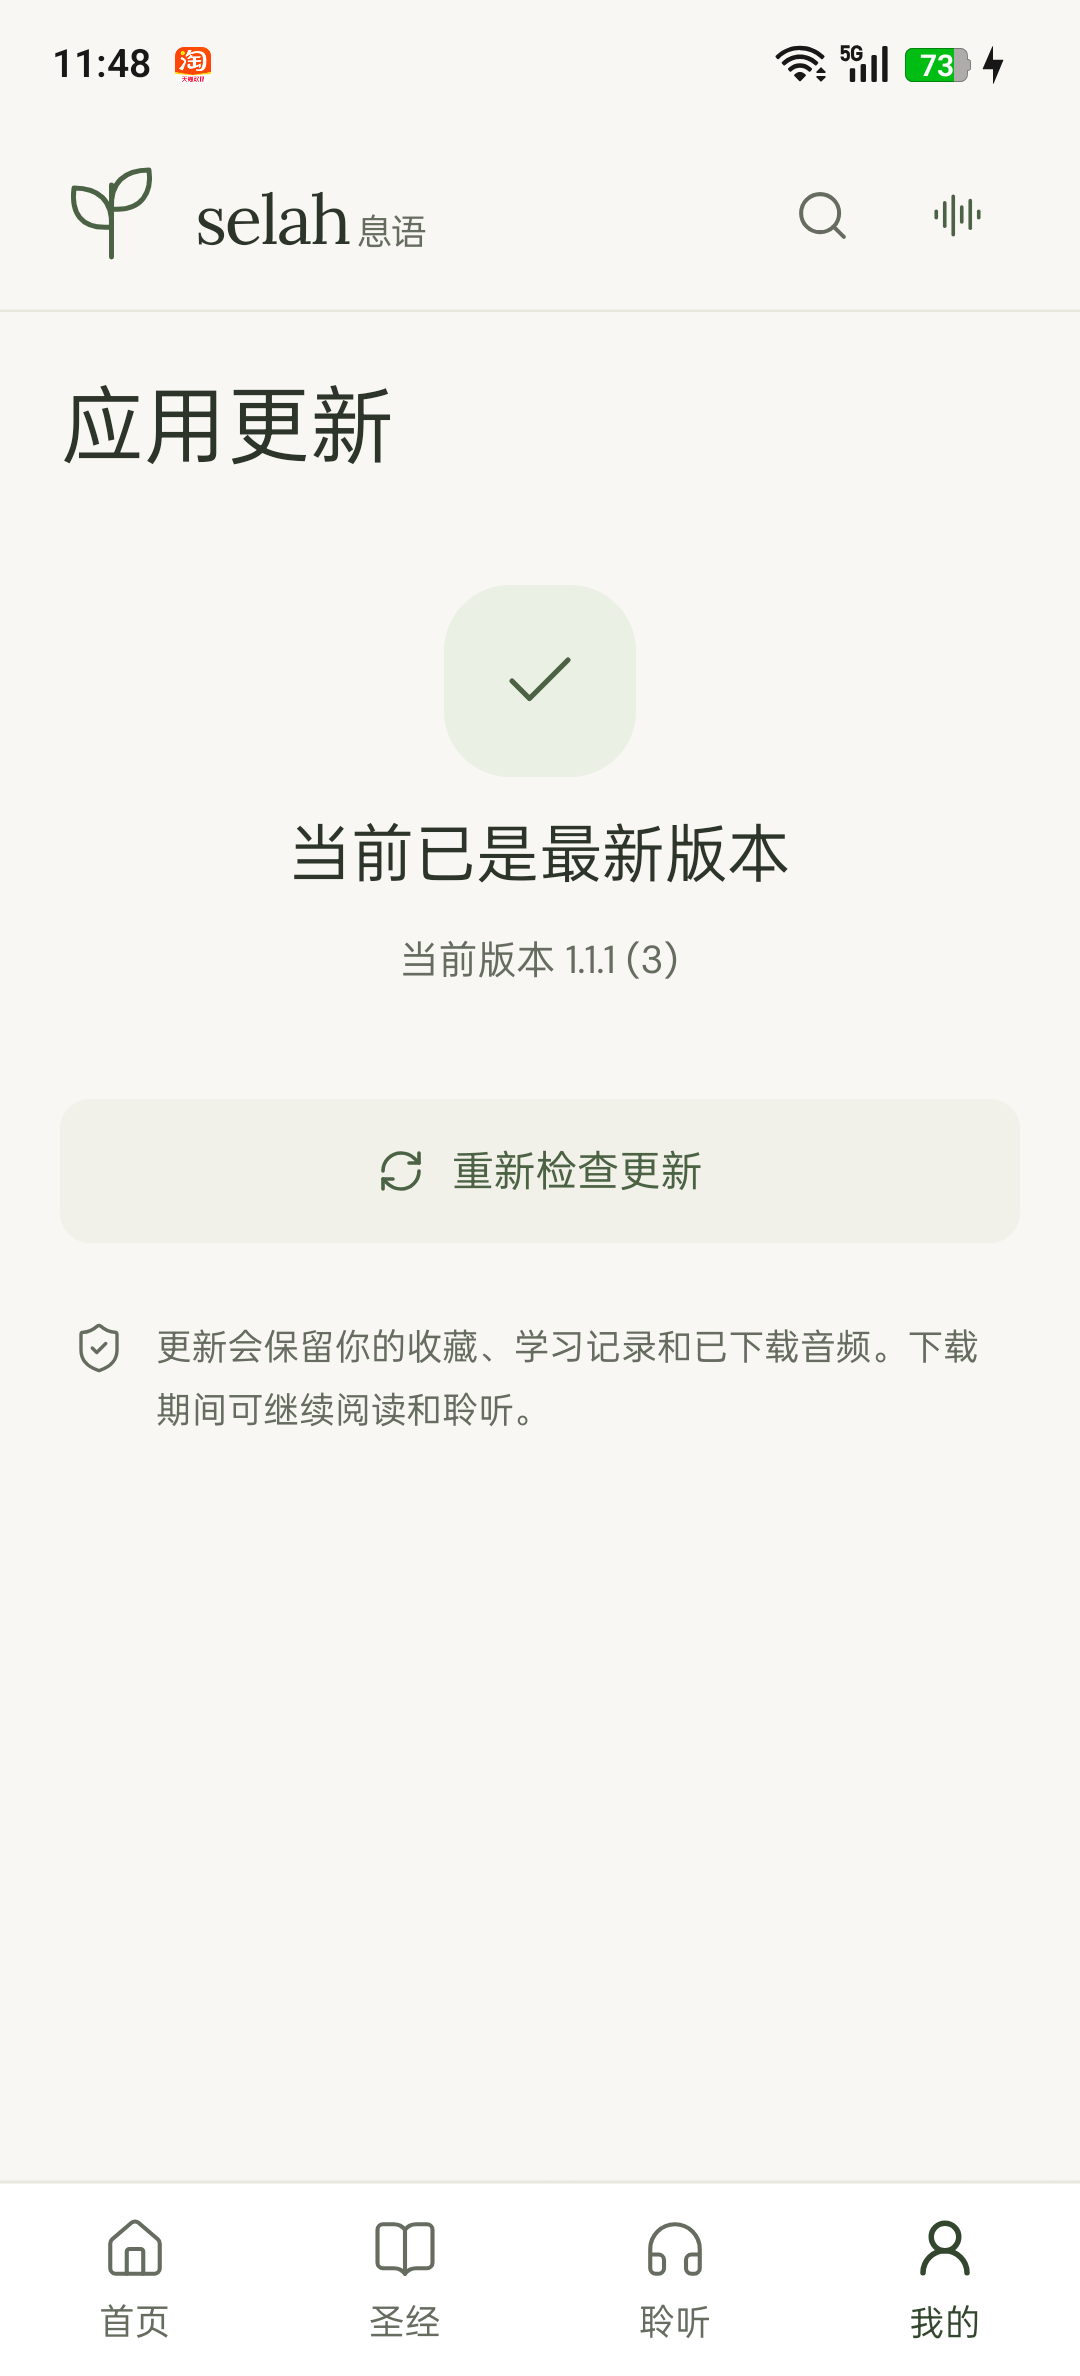 11:48
淘
5G
73
selah 息语
应用更新
当前已是最新版本
当前版本 1.1.1 (3)
重新检查更新
更新会保留你的收藏、学习记录和已下载音频。下载
期间可继续阅读和聆听。
首页
圣经
聆听
我的